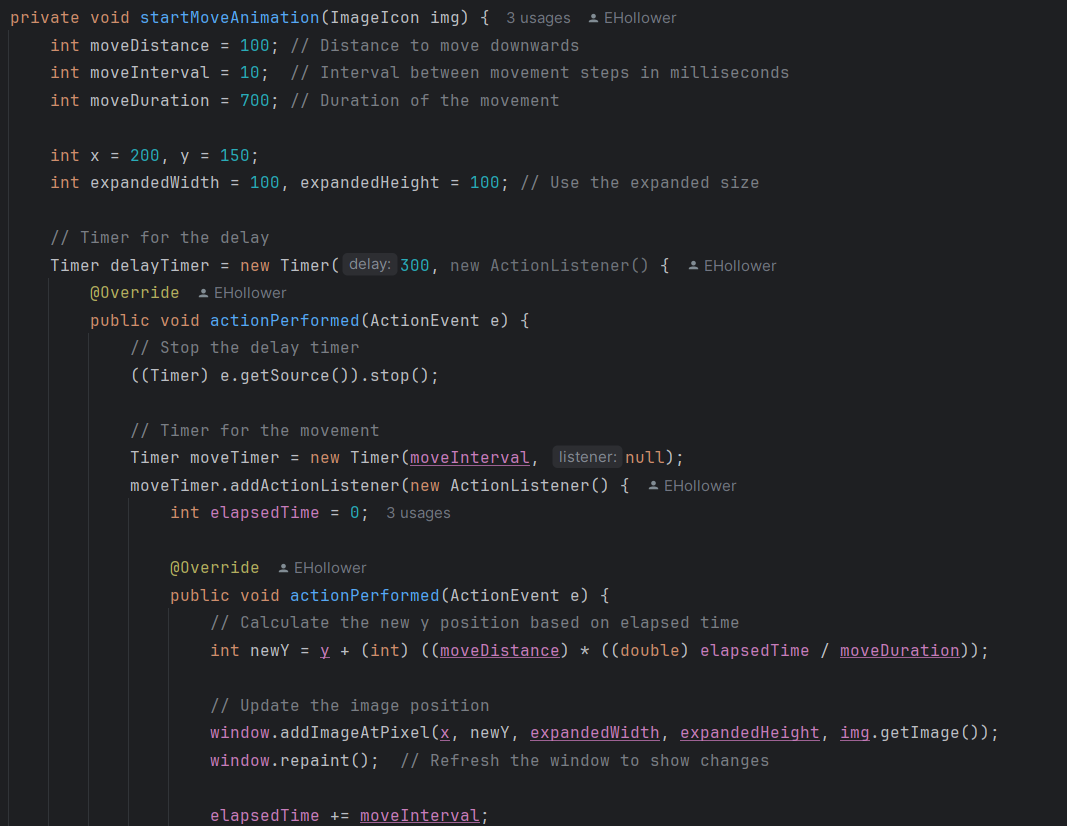 private void startMoveAnimation(ImageIcon img) { 3 usages EHollower
int moveDistance = 100; // Distance to move downwards
int moveInterval = 10; // Interval between movement steps in milliseconds
int moveDuration = 700; // Duration of the movement
int x = 200, y = 150;
int expandedWidth = 100, expandedHeight = 100; // Use the expanded size
// Timer for the delay
Timer delayTimer = new Timer( delay: 300, new ActionListener() { EHollower
@Override EHollower
public void actionPerformed(ActionEvent e) {
// Stop the delay timer
((Timer) e.getSource()).stop();
// Timer for the movement
Timer moveTimer = new Timer(moveInterval, listener: null);
moveTimer.addActionListener(new ActionListener() { EHollower
int elapsedTime = 0; 3 usages
@Override EHollower
public void actionPerformed(ActionEvent e) {
// Calculate the new y position based on elapsed time
int newY = y + (int) ((moveDistance) * ((double) elapsedTime / moveDuration));
// Update the image position
window.addImageAtPixel(x, newY, expandedWidth, expandedHeight, img.getImage());
window.repaint(); // Refresh the window to show changes
elapsedTime += moveInterval;